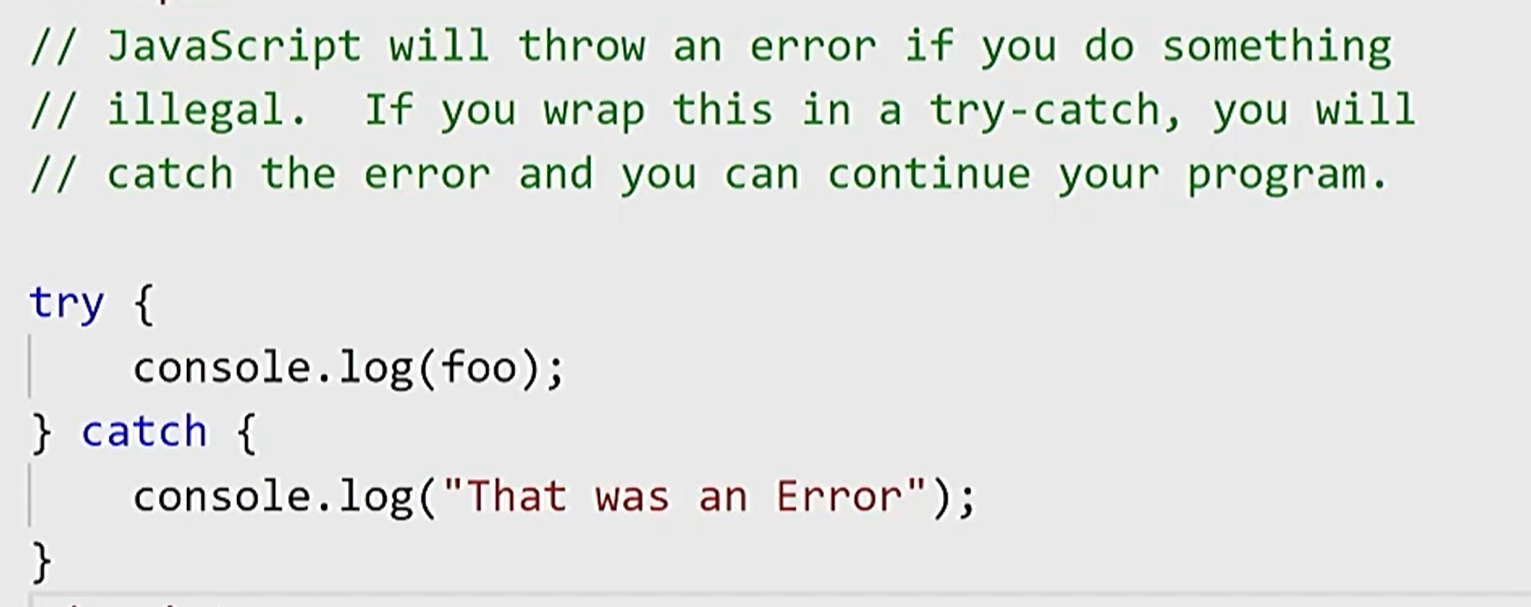 // JavaScript will throw an error if you do something
// illegal.  If you wrap this in a try-catch, you will
// catch the error and you can continue your program.
try {
    console.log(foo);
} catch {
    console.log("That was an Error");
}